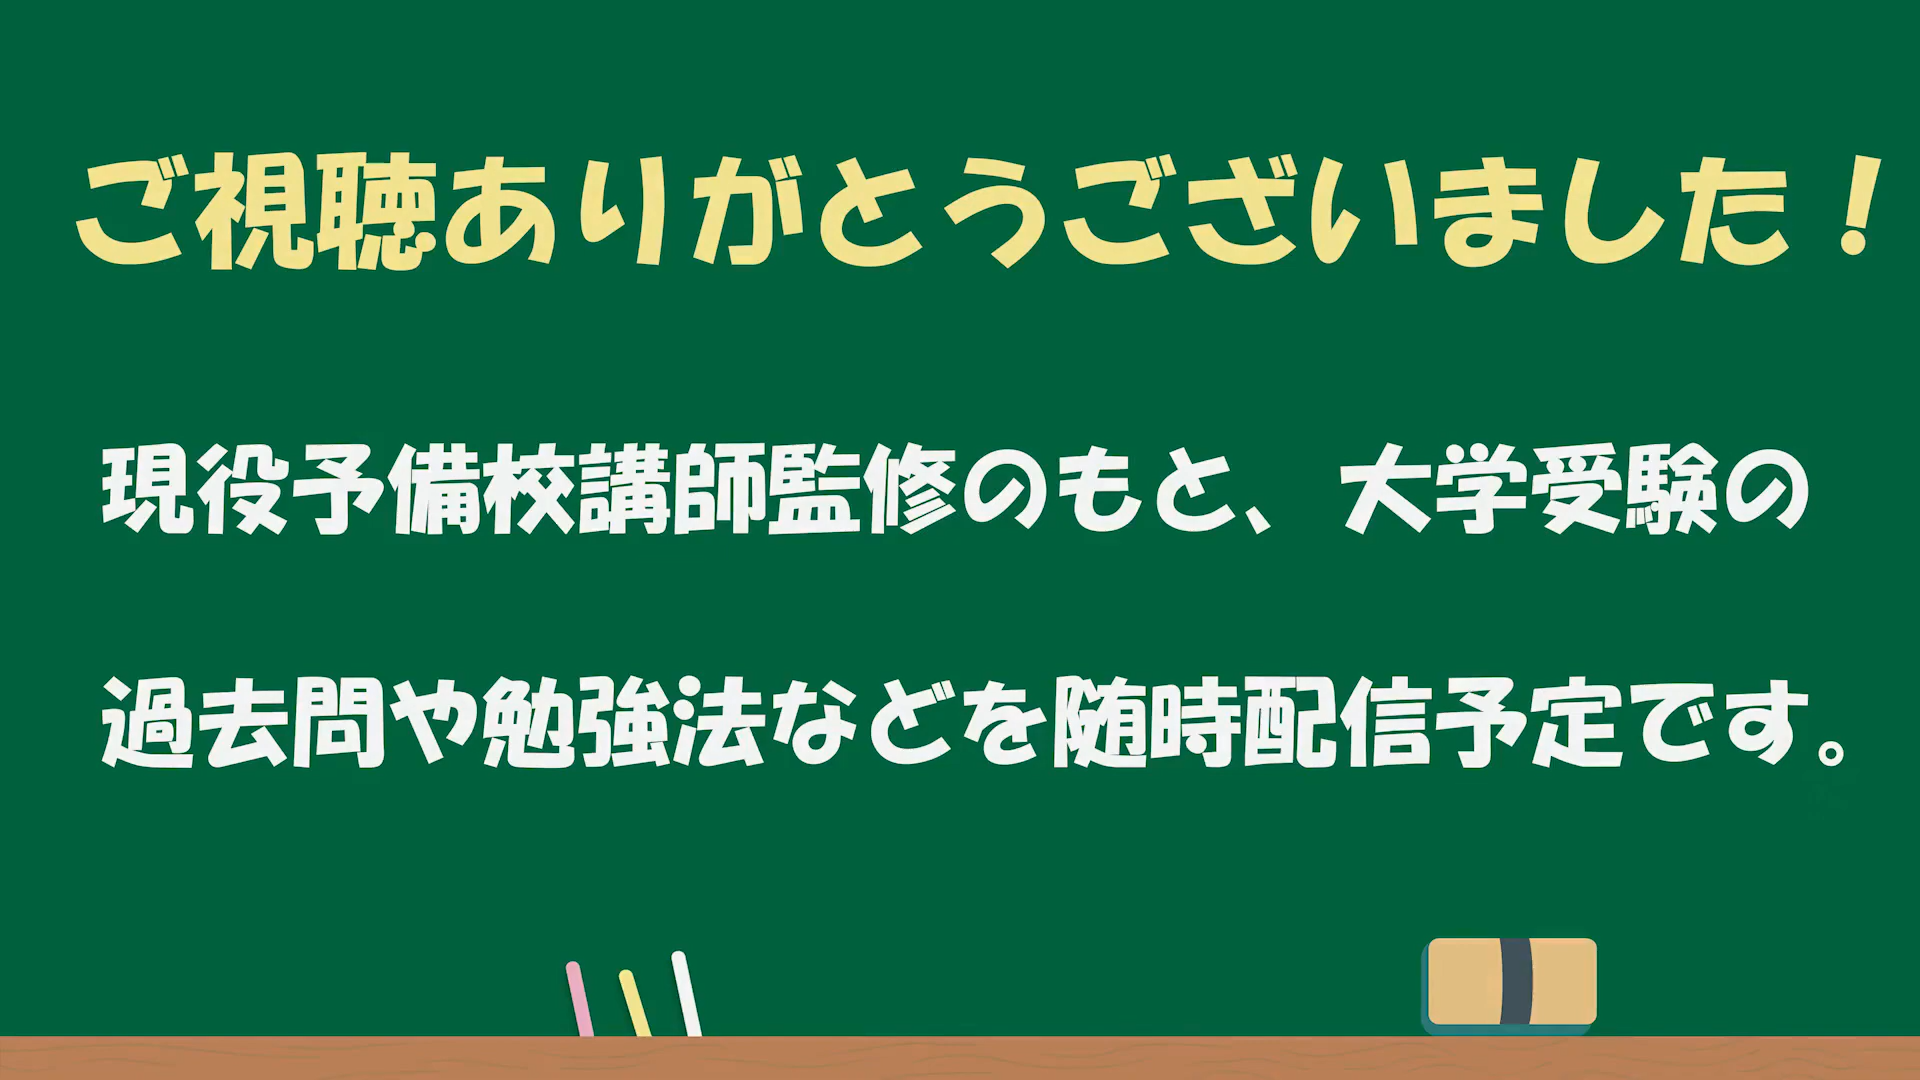 ご視聴ありがとうございました！
現役予備校講師監修のもと、大学受験の
過去問や勉強法などを随時配信予定です。